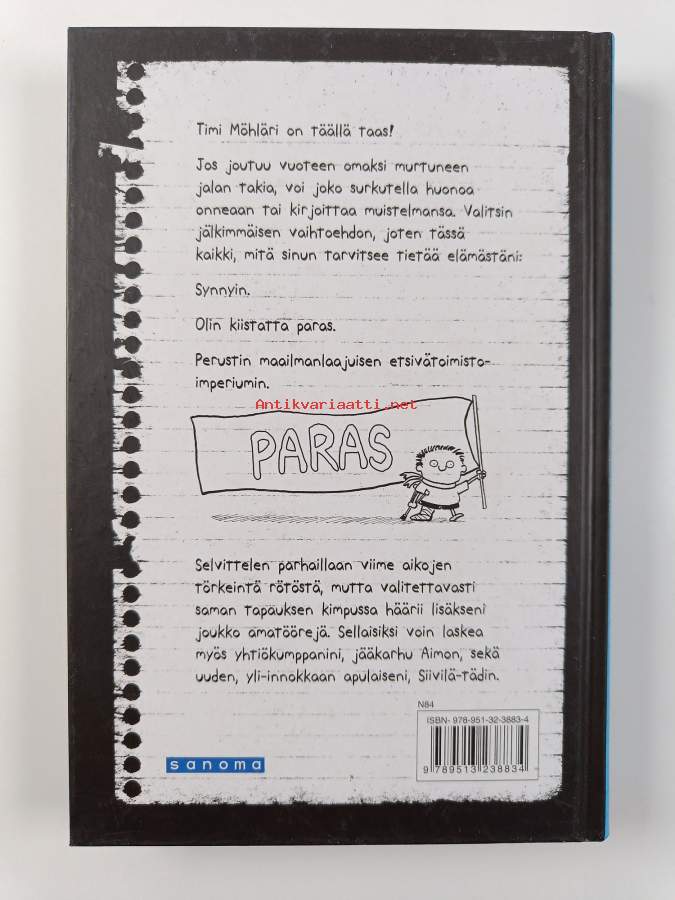 Timi Möhläri on täällä taas!
Jos joutuu vuoteen omaksi murtuneen
jalan takia, voi joko surkutella huonoa
onneaan tai kirjoittaa muistelmansa. Valitsin
jälkimmäisen vaihtoehdon, joten tässä
kaikki, mitä sinun tarvitsee tietää elämästäni:
Synnyin.
Olin kiistatta paras.
Perustin maailmanlaajuisen etsivätoimisto-
imperiumin.
Antikvariaatti.net
PARAS
Selvittelen parhaillaan viime aikojen
törkeintä rötöstä, mutta valitettavasti
saman tapauksen kimpussa häärii lisäkseni
joukko amatöörejä. Sellaisiksi voin laskea
myös yhtiökumppanini, jääkarhu Aimon, sekä
uuden, yli-innokkaan apulaiseni, Siivilä-tädin.
N84
ISBN- 978-951-32-3883-4
9 789513 238834
sanoma